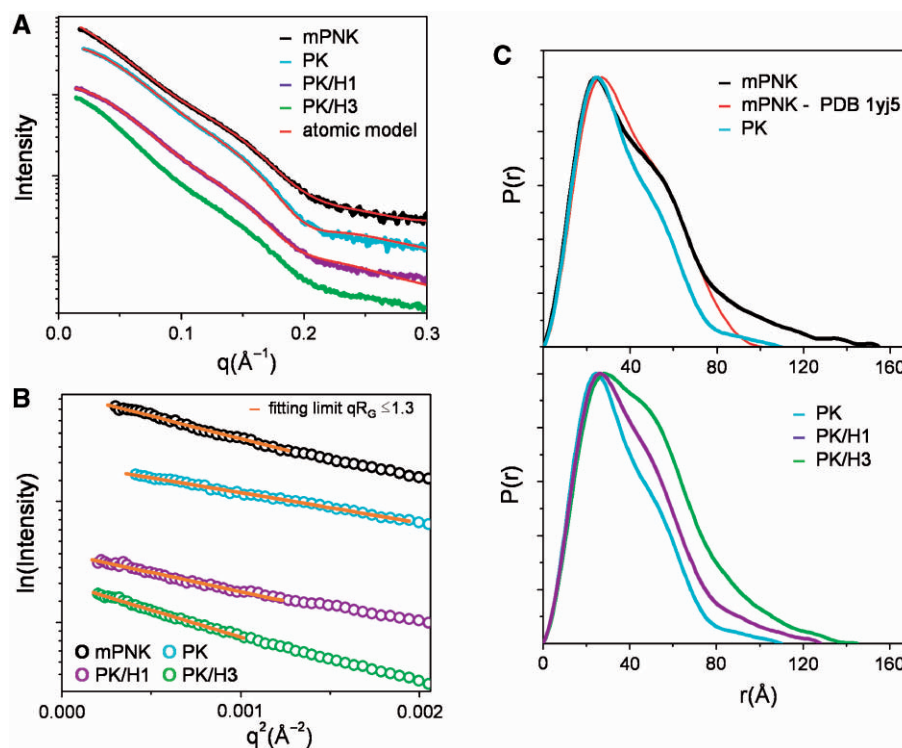 A
mPNK
PK
PK/H1
PK/H3
atomic model
Intensity
0.0
0.1
0.2
0.3
q(Å⁻¹)
B
fitting limit qR_G ≤1.3
ln(Intensity)
mPNK
PK
PK/H1
PK/H3
0.000
0.001
0.002
q²(Å⁻²)
C
mPNK
mPNK - PDB 1yj5
PK
P(r)
40
80
120
160
PK
PK/H1
PK/H3
P(r)
0
40
80
120
160
r(Å)